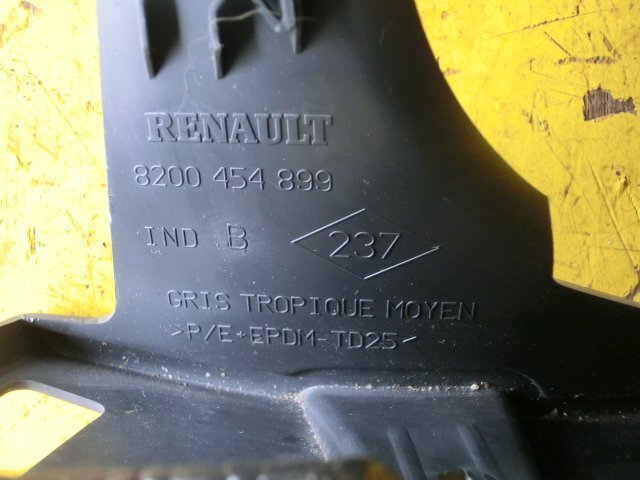 RENAULT
8200 454 899
IND B 237
GRIS TROPIQUE MOYEN
>P/E+EPDM-TD25<